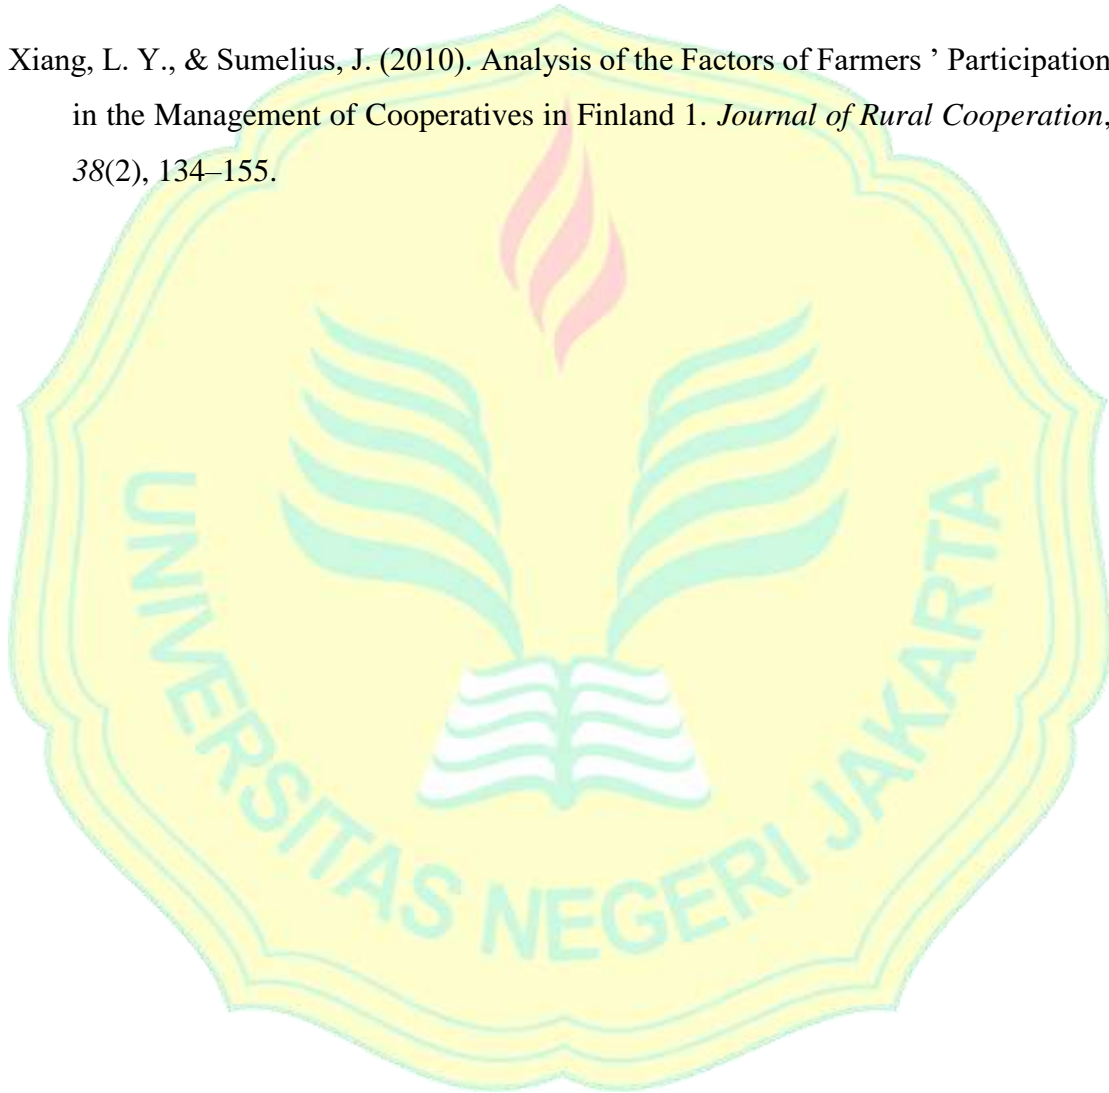 Xiang, L. Y., & Sumelius, J. (2010). Analysis of the Factors of Farmers ’ Participation
in the Management of Cooperatives in Finland 1. Journal of Rural Cooperation,
38(2), 134–155.
UNIVERSITAS NEGERI JAKARTA